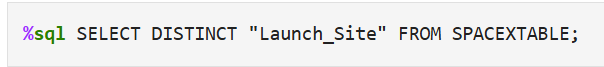 %sql SELECT DISTINCT "Launch_Site" FROM SPACEXTABLE;